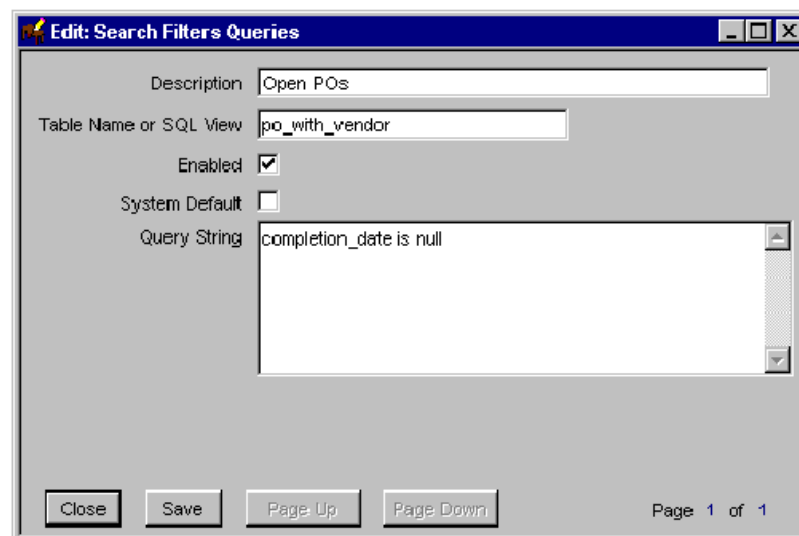 Edit: Search Filters Queries
Description Open POs
Table Name or SQL View po_with_vendor
Enabled
System Default
Query String completion_date is null
Close Save Page Up Page Down Page 1 of 1